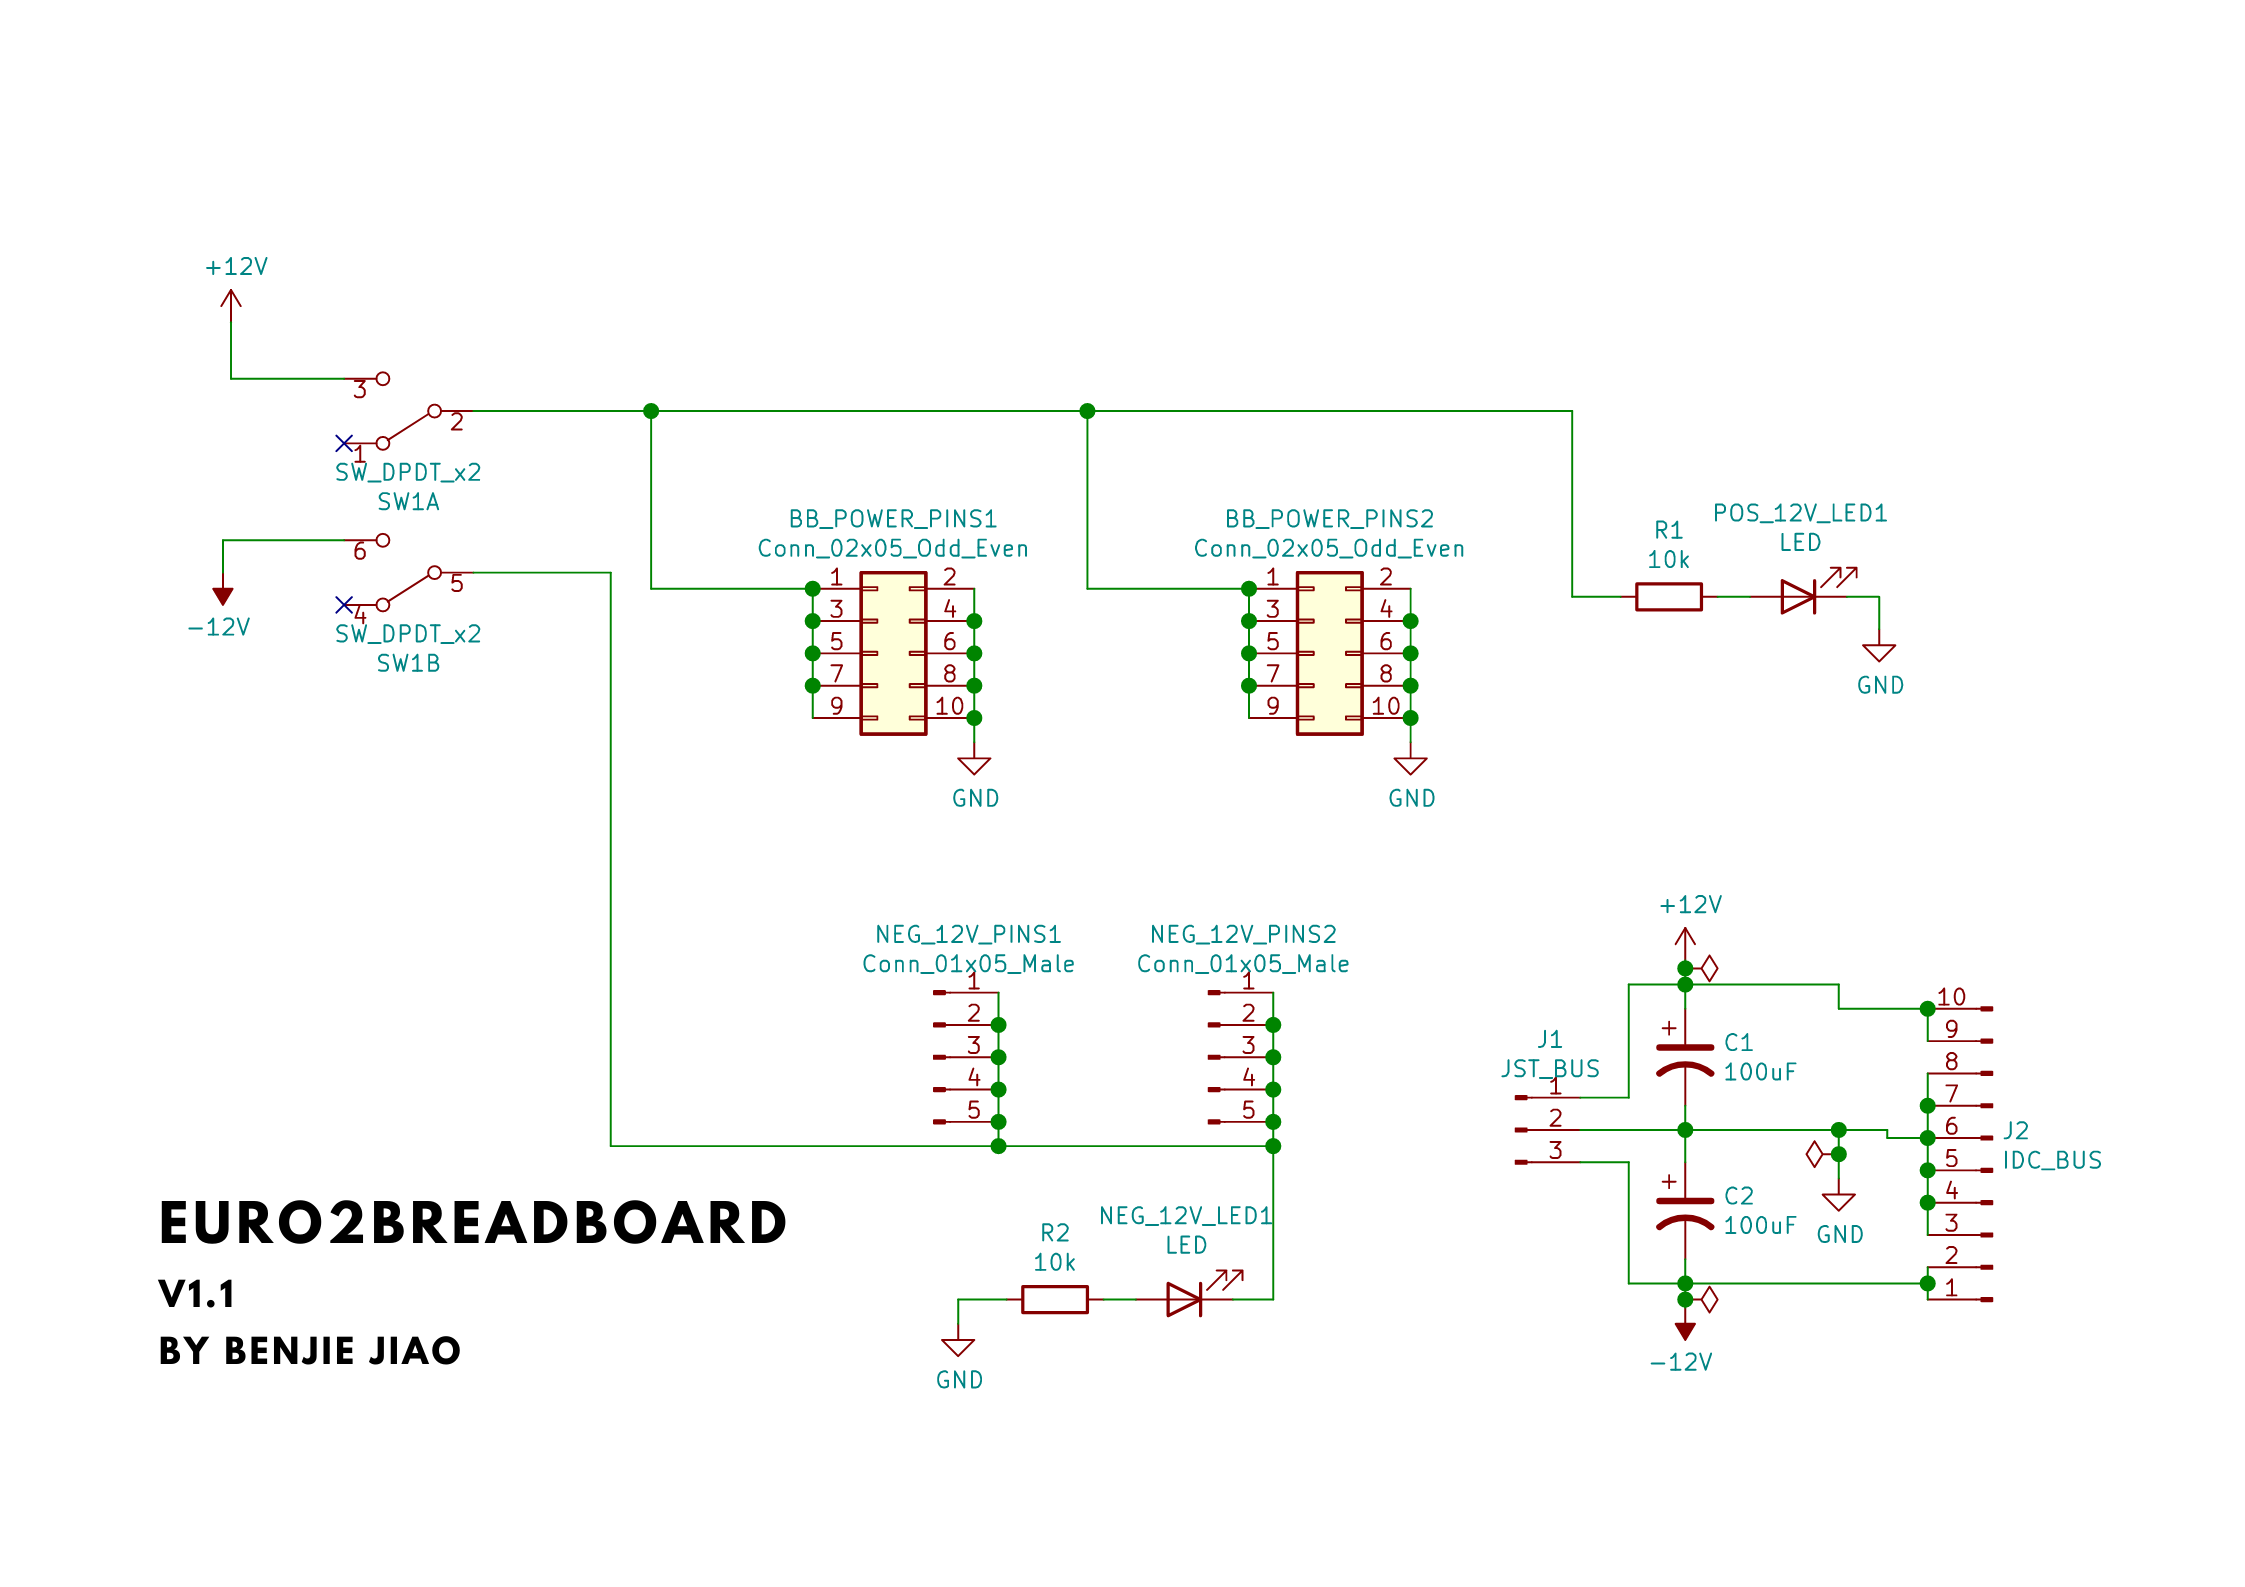 +12V
3
2
1
SW_DPDT_x2
SW1A
6
5
4
SW_DPDT_x2
SW1B
-12V
BB_POWER_PINS1
Conn_02x05_Odd_Even
1 2
3 4
5 6
7 8
9 10
GND
BB_POWER_PINS2
Conn_02x05_Odd_Even
1 2
3 4
5 6
7 8
9 10
GND
R1
10k
POS_12V_LED1
LED
GND
NEG_12V_PINS1
Conn_01x05_Male
1
2
3
4
5
NEG_12V_PINS2
Conn_01x05_Male
1
2
3
4
5
R2
10k
NEG_12V_LED1
LED
GND
+12V
J1
JST_BUS
1
2
3
+
C1
100uF
+
C2
100uF
GND
-12V
10
9
8
7
6
5
4
3
2
1
J2
IDC_BUS
EURO2BREADBOARD
V1.1
BY BENJIE JIAO